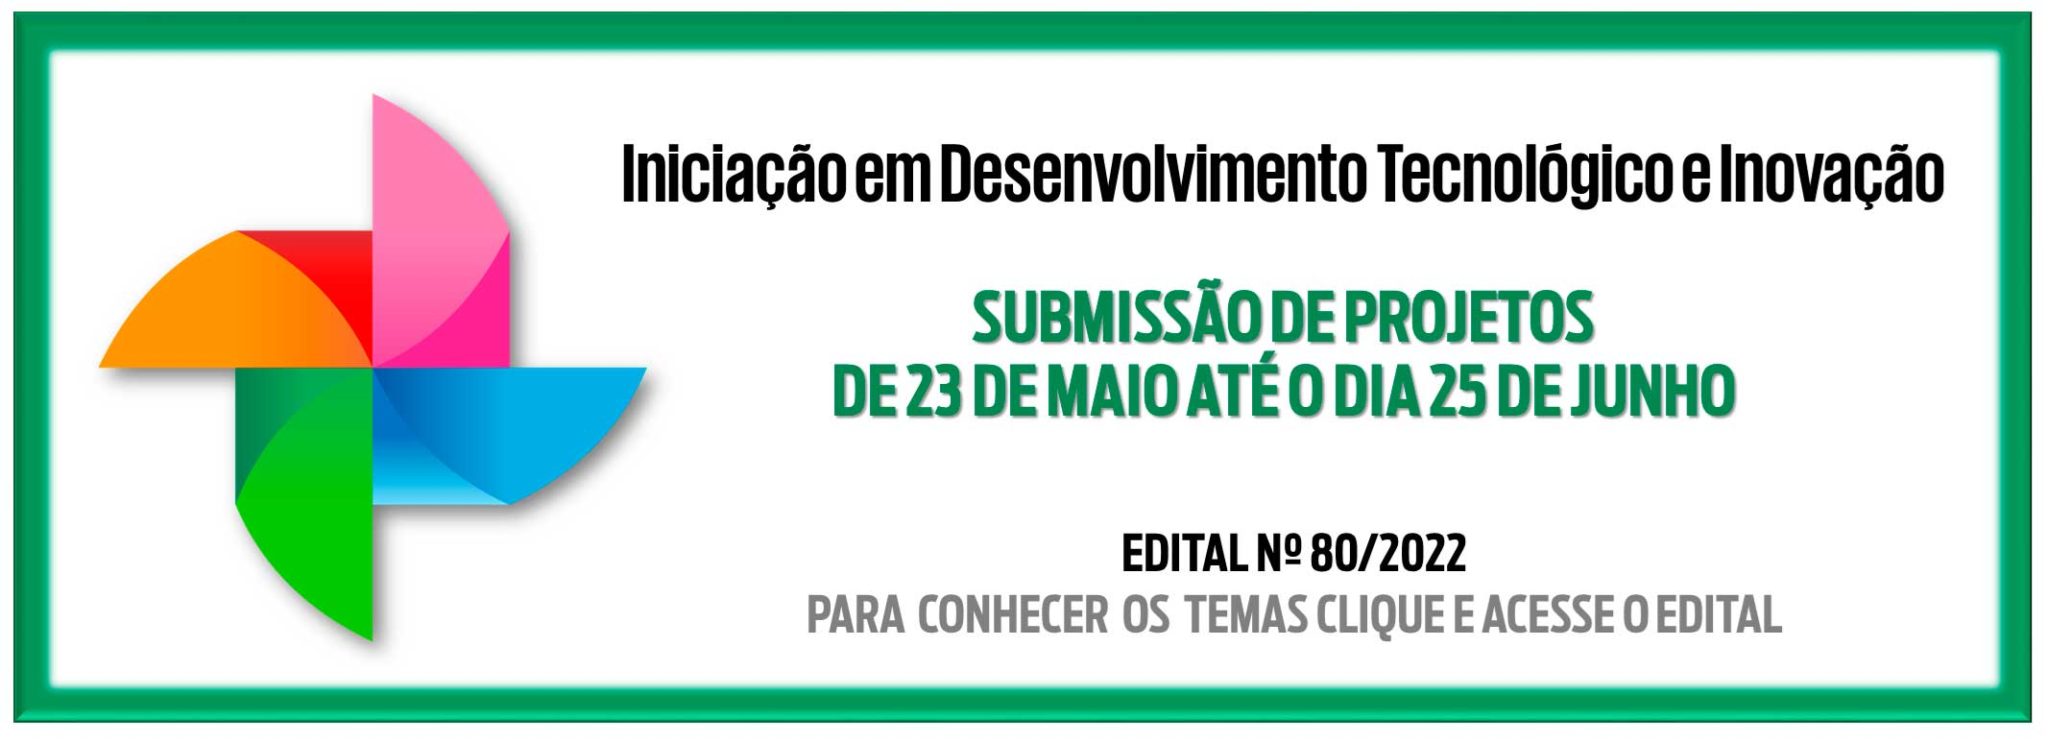 Iniciação em Desenvolvimento Tecnológico e Inovação
SUBMISSÃO DE PROJETOS
DE 23 DE MAIO ATÉ O DIA 25 DE JUNHO
EDITAL Nº 80/2022
PARA CONHECER OS TEMAS CLIQUE E ACESSE O EDITAL